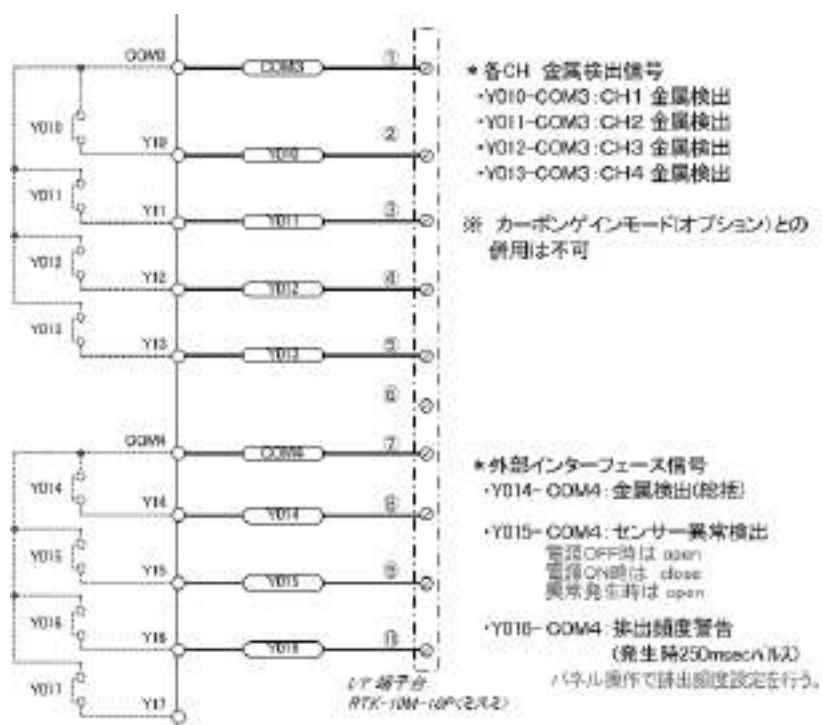 COM3
COM3
①
Y010
Y10
Y010
②
Y011
Y11
Y011
③
Y012
Y12
Y012
④
Y013
Y13
Y013
⑤
⑥
COM4
COM4
⑦
Y014
Y14
Y014
⑧
Y015
Y15
Y015
⑨
Y016
Y16
Y016
Y017
Y17
I/F 端子台
*各CH 金属検出信号
・Y010-COM3:CH1 金属検出
・Y011-COM3:CH2 金属検出
・Y012-COM3:CH3 金属検出
・Y013-COM3:CH4 金属検出
※ カーボンゲインモード(オプション)との
併用は不可
*外部インターフェース信号
・Y014-COM4:金属検出(総括)
・Y015-COM4:センサー異常検出
電源OFF時は open
電源ON時は close
異常発生時は open
・Y016-COM4:排出頻度警告
(発生時250msecパルス)
パネル操作で排出頻度設定を行う。